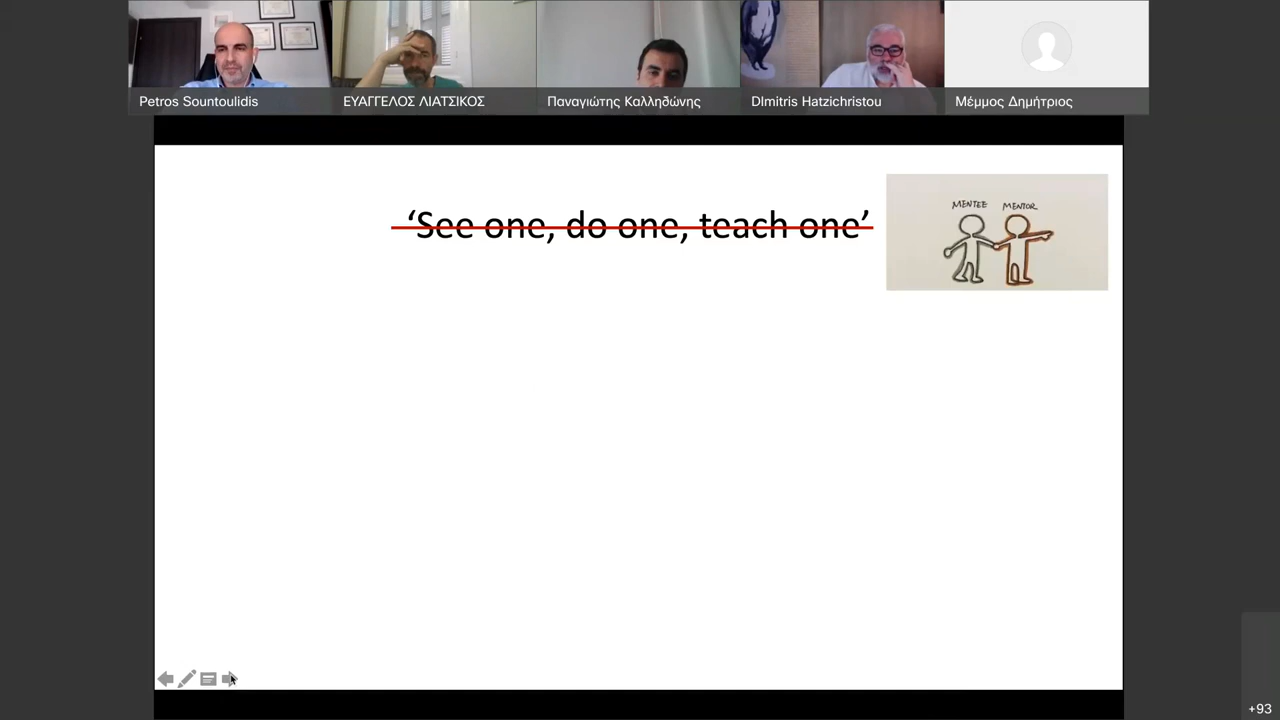 Petros Sountoulidis
ΕΥΑΓΓΕΛΟΣ ΛΙΑΤΣΙΚΟΣ
Παναγιώτης Καλληδώνης
DImitris Hatzichristou
Μέμμος Δημήτριος
‘See one, do one, teach one’
MENTEE MENTOR
+93